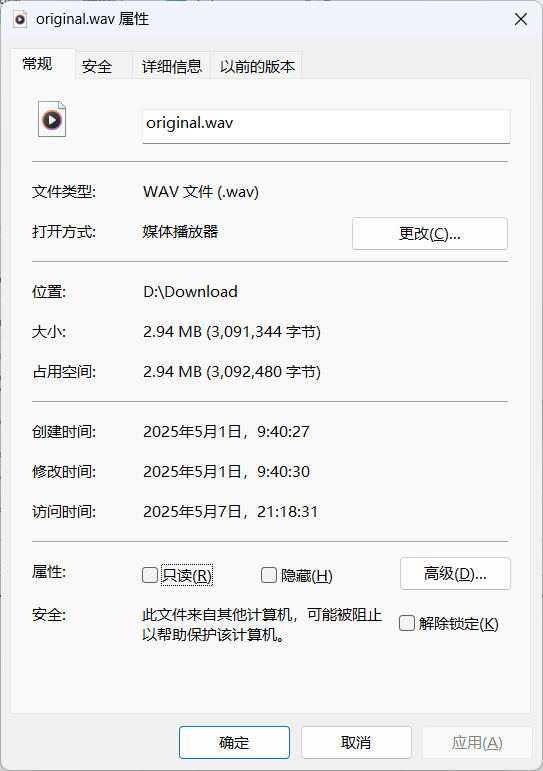 original.wav 属性
常规 安全 详细信息 以前的版本
original.wav
文件类型: WAV 文件 (.wav)
打开方式: 媒体播放器 更改(C)...
位置: D:\Download
大小: 2.94 MB (3,091,344 字节)
占用空间: 2.94 MB (3,092,480 字节)
创建时间: 2025年5月1日，9:40:27
修改时间: 2025年5月1日，9:40:30
访问时间: 2025年5月7日，21:18:31
属性: 只读(R) 隐藏(H) 高级(D)...
安全: 此文件来自其他计算机，可能被阻止
以帮助保护该计算机。 解除锁定(K)
确定 取消 应用(A)